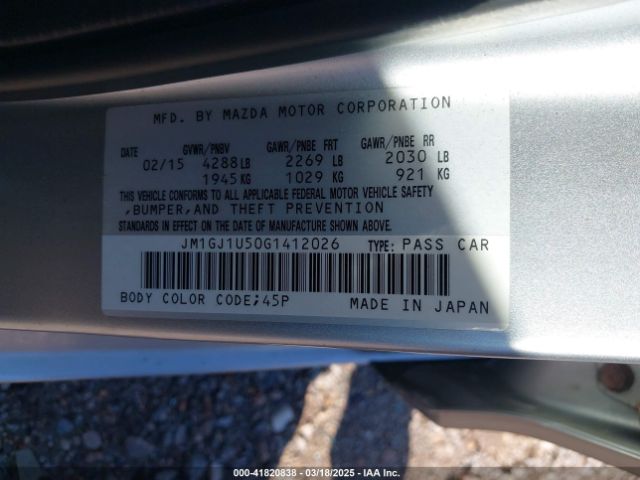 MFD. BY MAZDA MOTOR CORPORATION
DATE GVWR/PNBV GAWR/PNBE FRT GAWR/PNBE RR
02/15 4288 LB 2269 LB 2030 LB
1945 KG 1029 KG 921 KG
THIS VEHICLE CONFORMS TO ALL APPLICABLE FEDERAL MOTOR VEHICLE SAFETY
,BUMPER,AND THEFT PREVENTION
STANDARDS IN EFFECT ON THE DATE OF MANUFACTURE SHOWN ABOVE.
JM1GJ1U50G1412026 TYPE: PASS CAR
BODY COLOR CODE;45P MADE IN JAPAN
000-41820838 - 03/18/2025 - IAA Inc.